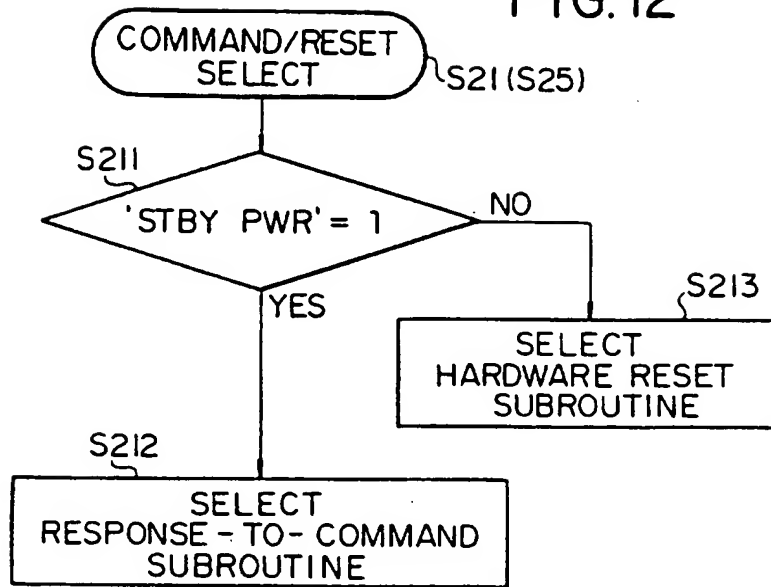 FIG. 12
COMMAND/RESET
SELECT
S21(S25)
S211
'STBY PWR' = 1
NO
YES
S213
SELECT
HARDWARE RESET
SUBROUTINE
S212
SELECT
RESPONSE-TO-COMMAND
SUBROUTINE